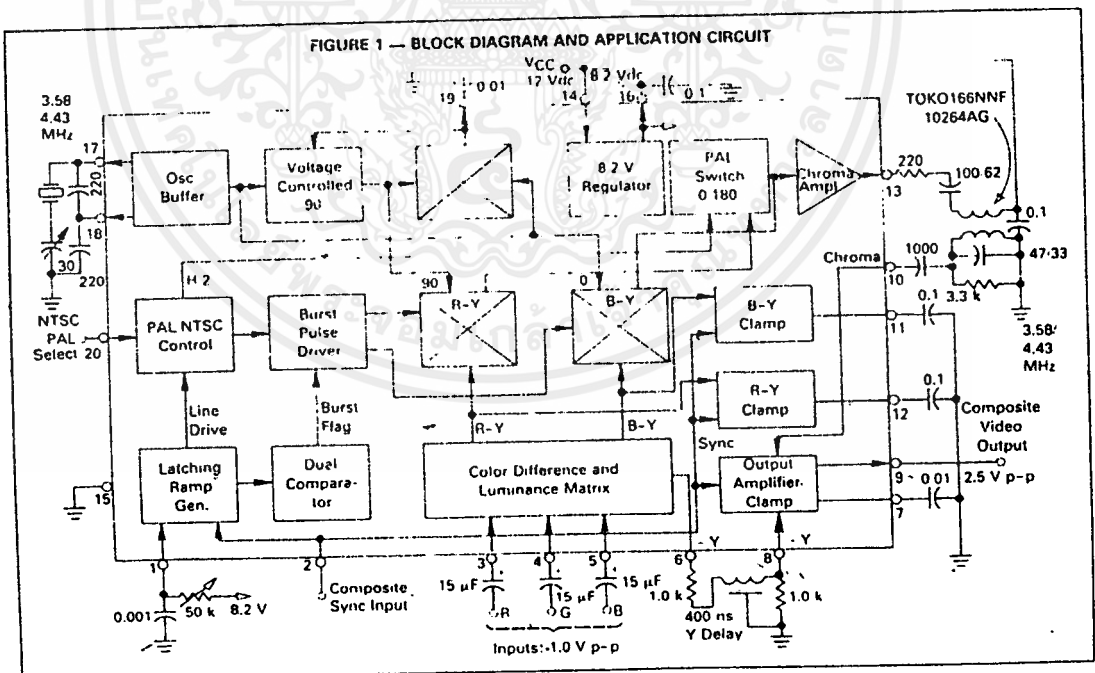 FIGURE 1 — BLOCK DIAGRAM AND APPLICATION CIRCUIT
VCC
17 Vdc
8 2 Vdc
0.01
0.1
19
14
16
TOKO166NNF
10264AG
3.58
4.43
MHz
17
220
18
30
220
Osc
Buffer
Voltage
Controlled
90
8 2 V
Regulator
PAL
Switch
0 180
Chroma
Ampl
13
220
100·62
0.1
Chroma
1000
10
47·33
3.3 k
3.58/
4.43
MHz
H 2
NTSC
PAL
Select
20
PAL NTSC
Control
Burst
Pulse
Driver
90
R-Y
0
B-Y
B-Y
Clamp
11
0.1
Line
Drive
Burst
Flag
R-Y
B-Y
R-Y
Clamp
12
0.1
Sync
Composite
Video
Output
15
Latching
Ramp
Gen.
Dual
Compara-
tor
Color Difference and
Luminance Matrix
Output
Amplifier
Clamp
9
2.5 V p-p
0 01
7
1
2
3
4
5
6
- Y
8
- Y
0.001
50 k
8.2 V
Composite
Sync Input
15 µF
15 µF
15 µF
R
G
B
1.0 k
1.0 k
400 ns
Y Delay
Inputs:-1.0 V p-p